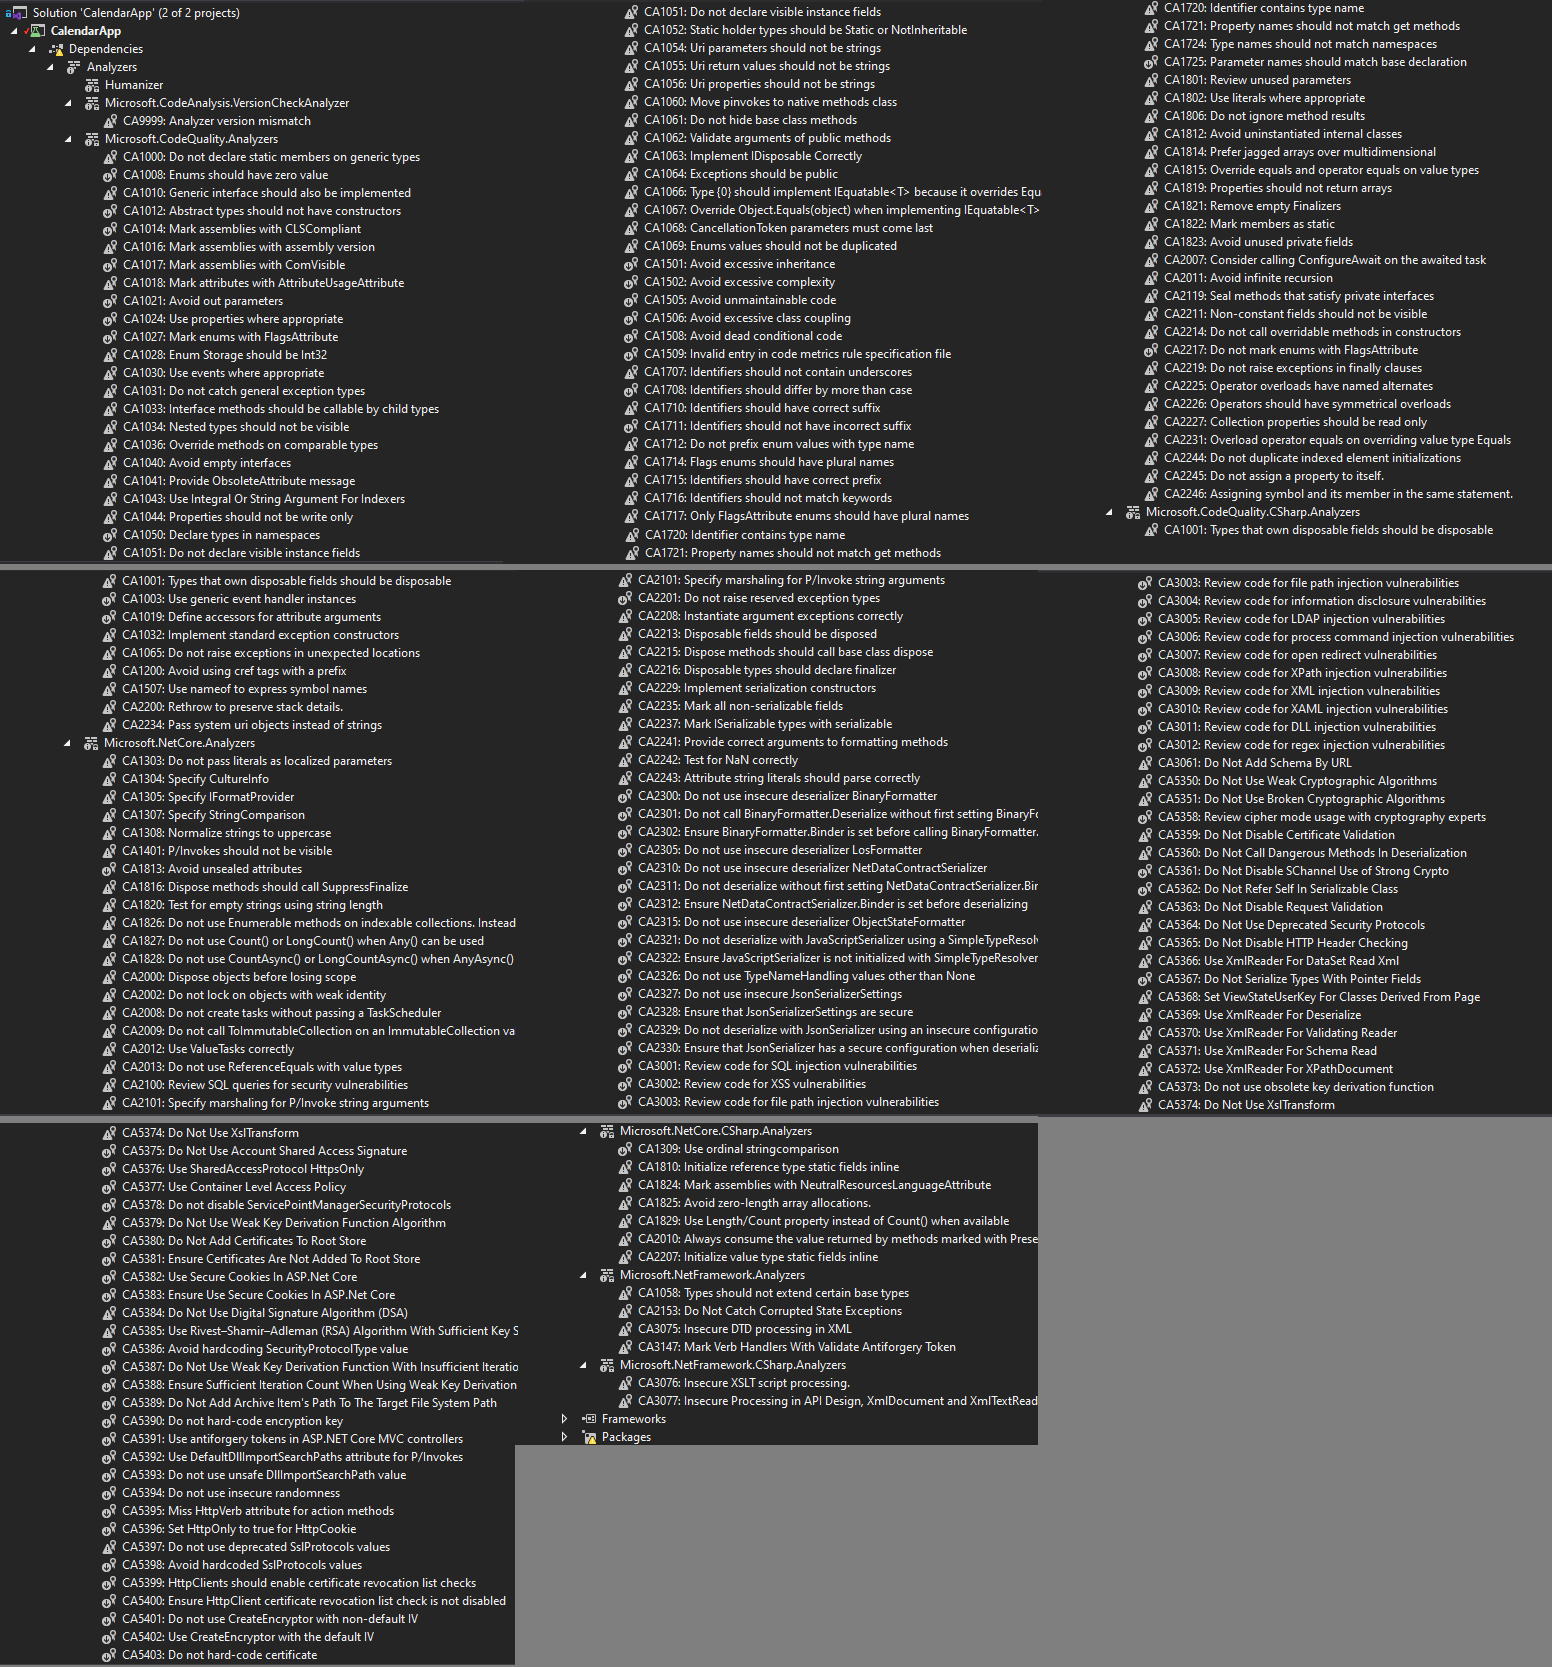 Solution 'CalendarApp' (2 of 2 projects)
CalendarApp
Dependencies
Analyzers
Humanizer
Microsoft.CodeAnalysis.VersionCheckAnalyzer
CA9999: Analyzer version mismatch
Microsoft.CodeQuality.Analyzers
CA1000: Do not declare static members on generic types
CA1008: Enums should have zero value
CA1010: Generic interface should also be implemented
CA1012: Abstract types should not have constructors
CA1014: Mark assemblies with CLSCompliant
CA1016: Mark assemblies with assembly version
CA1017: Mark assemblies with ComVisible
CA1018: Mark attributes with AttributeUsageAttribute
CA1021: Avoid out parameters
CA1024: Use properties where appropriate
CA1027: Mark enums with FlagsAttribute
CA1028: Enum Storage should be Int32
CA1030: Use events where appropriate
CA1031: Do not catch general exception types
CA1033: Interface methods should be callable by child types
CA1034: Nested types should not be visible
CA1036: Override methods on comparable types
CA1040: Avoid empty interfaces
CA1041: Provide ObsoleteAttribute message
CA1043: Use Integral Or String Argument For Indexers
CA1044: Properties should not be write only
CA1050: Declare types in namespaces
CA1051: Do not declare visible instance fields
CA1051: Do not declare visible instance fields
CA1052: Static holder types should be Static or NotInheritable
CA1054: Uri parameters should not be strings
CA1055: Uri return values should not be strings
CA1056: Uri properties should not be strings
CA1060: Move pinvokes to native methods class
CA1061: Do not hide base class methods
CA1062: Validate arguments of public methods
CA1063: Implement IDisposable Correctly
CA1064: Exceptions should be public
CA1066: Type {0} should implement IEquatable<T> because it overrides Equ
CA1067: Override Object.Equals(object) when implementing IEquatable<T>
CA1068: CancellationToken parameters must come last
CA1069: Enums values should not be duplicated
CA1501: Avoid excessive inheritance
CA1502: Avoid excessive complexity
CA1505: Avoid unmaintainable code
CA1506: Avoid excessive class coupling
CA1508: Avoid dead conditional code
CA1509: Invalid entry in code metrics rule specification file
CA1707: Identifiers should not contain underscores
CA1708: Identifiers should differ by more than case
CA1710: Identifiers should have correct suffix
CA1711: Identifiers should not have incorrect suffix
CA1712: Do not prefix enum values with type name
CA1714: Flags enums should have plural names
CA1715: Identifiers should have correct prefix
CA1716: Identifiers should not match keywords
CA1717: Only FlagsAttribute enums should have plural names
CA1720: Identifier contains type name
CA1721: Property names should not match get methods
CA1720: Identifier contains type name
CA1721: Property names should not match get methods
CA1724: Type names should not match namespaces
CA1725: Parameter names should match base declaration
CA1801: Review unused parameters
CA1802: Use literals where appropriate
CA1806: Do not ignore method results
CA1812: Avoid uninstantiated internal classes
CA1814: Prefer jagged arrays over multidimensional
CA1815: Override equals and operator equals on value types
CA1819: Properties should not return arrays
CA1821: Remove empty Finalizers
CA1822: Mark members as static
CA1823: Avoid unused private fields
CA2007: Consider calling ConfigureAwait on the awaited task
CA2011: Avoid infinite recursion
CA2119: Seal methods that satisfy private interfaces
CA2211: Non-constant fields should not be visible
CA2214: Do not call overridable methods in constructors
CA2217: Do not mark enums with FlagsAttribute
CA2219: Do not raise exceptions in finally clauses
CA2225: Operator overloads have named alternates
CA2226: Operators should have symmetrical overloads
CA2227: Collection properties should be read only
CA2231: Overload operator equals on overriding value type Equals
CA2244: Do not duplicate indexed element initializations
CA2245: Do not assign a property to itself.
CA2246: Assigning symbol and its member in the same statement.
Microsoft.CodeQuality.CSharp.Analyzers
CA1001: Types that own disposable fields should be disposable
CA1001: Types that own disposable fields should be disposable
CA1003: Use generic event handler instances
CA1019: Define accessors for attribute arguments
CA1032: Implement standard exception constructors
CA1065: Do not raise exceptions in unexpected locations
CA1200: Avoid using cref tags with a prefix
CA1507: Use nameof to express symbol names
CA2200: Rethrow to preserve stack details.
CA2234: Pass system uri objects instead of strings
Microsoft.NetCore.Analyzers
CA1303: Do not pass literals as localized parameters
CA1304: Specify CultureInfo
CA1305: Specify IFormatProvider
CA1307: Specify StringComparison
CA1308: Normalize strings to uppercase
CA1401: P/Invokes should not be visible
CA1813: Avoid unsealed attributes
CA1816: Dispose methods should call SuppressFinalize
CA1820: Test for empty strings using string length
CA1826: Do not use Enumerable methods on indexable collections. Instead
CA1827: Do not use Count() or LongCount() when Any() can be used
CA1828: Do not use CountAsync() or LongCountAsync() when AnyAsync()
CA2000: Dispose objects before losing scope
CA2002: Do not lock on objects with weak identity
CA2008: Do not create tasks without passing a TaskScheduler
CA2009: Do not call ToImmutableCollection on an ImmutableCollection va
CA2012: Use ValueTasks correctly
CA2013: Do not use ReferenceEquals with value types
CA2100: Review SQL queries for security vulnerabilities
CA2101: Specify marshaling for P/Invoke string arguments
CA2101: Specify marshaling for P/Invoke string arguments
CA2201: Do not raise reserved exception types
CA2208: Instantiate argument exceptions correctly
CA2213: Disposable fields should be disposed
CA2215: Dispose methods should call base class dispose
CA2216: Disposable types should declare finalizer
CA2229: Implement serialization constructors
CA2235: Mark all non-serializable fields
CA2237: Mark ISerializable types with serializable
CA2241: Provide correct arguments to formatting methods
CA2242: Test for NaN correctly
CA2243: Attribute string literals should parse correctly
CA2300: Do not use insecure deserializer BinaryFormatter
CA2301: Do not call BinaryFormatter.Deserialize without first setting BinaryFo
CA2302: Ensure BinaryFormatter.Binder is set before calling BinaryFormatter.
CA2305: Do not use insecure deserializer LosFormatter
CA2310: Do not use insecure deserializer NetDataContractSerializer
CA2311: Do not deserialize without first setting NetDataContractSerializer.Bin
CA2312: Ensure NetDataContractSerializer.Binder is set before deserializing
CA2315: Do not use insecure deserializer ObjectStateFormatter
CA2321: Do not deserialize with JavaScriptSerializer using a SimpleTypeResolv
CA2322: Ensure JavaScriptSerializer is not initialized with SimpleTypeResolver
CA2326: Do not use TypeNameHandling values other than None
CA2327: Do not use insecure JsonSerializerSettings
CA2328: Ensure that JsonSerializerSettings are secure
CA2329: Do not deserialize with JsonSerializer using an insecure configuratio
CA2330: Ensure that JsonSerializer has a secure configuration when deserializ
CA3001: Review code for SQL injection vulnerabilities
CA3002: Review code for XSS vulnerabilities
CA3003: Review code for file path injection vulnerabilities
CA3003: Review code for file path injection vulnerabilities
CA3004: Review code for information disclosure vulnerabilities
CA3005: Review code for LDAP injection vulnerabilities
CA3006: Review code for process command injection vulnerabilities
CA3007: Review code for open redirect vulnerabilities
CA3008: Review code for XPath injection vulnerabilities
CA3009: Review code for XML injection vulnerabilities
CA3010: Review code for XAML injection vulnerabilities
CA3011: Review code for DLL injection vulnerabilities
CA3012: Review code for regex injection vulnerabilities
CA3061: Do Not Add Schema By URL
CA5350: Do Not Use Weak Cryptographic Algorithms
CA5351: Do Not Use Broken Cryptographic Algorithms
CA5358: Review cipher mode usage with cryptography experts
CA5359: Do Not Disable Certificate Validation
CA5360: Do Not Call Dangerous Methods In Deserialization
CA5361: Do Not Disable SChannel Use of Strong Crypto
CA5362: Do Not Refer Self In Serializable Class
CA5363: Do Not Disable Request Validation
CA5364: Do Not Use Deprecated Security Protocols
CA5365: Do Not Disable HTTP Header Checking
CA5366: Use XmlReader For DataSet Read Xml
CA5367: Do Not Serialize Types With Pointer Fields
CA5368: Set ViewStateUserKey For Classes Derived From Page
CA5369: Use XmlReader For Deserialize
CA5370: Use XmlReader For Validating Reader
CA5371: Use XmlReader For Schema Read
CA5372: Use XmlReader For XPathDocument
CA5373: Do not use obsolete key derivation function
CA5374: Do Not Use XslTransform
CA5374: Do Not Use XslTransform
CA5375: Do Not Use Account Shared Access Signature
CA5376: Use SharedAccessProtocol HttpsOnly
CA5377: Use Container Level Access Policy
CA5378: Do not disable ServicePointManagerSecurityProtocols
CA5379: Do Not Use Weak Key Derivation Function Algorithm
CA5380: Do Not Add Certificates To Root Store
CA5381: Ensure Certificates Are Not Added To Root Store
CA5382: Use Secure Cookies In ASP.Net Core
CA5383: Ensure Use Secure Cookies In ASP.Net Core
CA5384: Do Not Use Digital Signature Algorithm (DSA)
CA5385: Use Rivest–Shamir–Adleman (RSA) Algorithm With Sufficient Key S
CA5386: Avoid hardcoding SecurityProtocolType value
CA5387: Do Not Use Weak Key Derivation Function With Insufficient Iteratio
CA5388: Ensure Sufficient Iteration Count When Using Weak Key Derivation
CA5389: Do Not Add Archive Item's Path To The Target File System Path
CA5390: Do not hard-code encryption key
CA5391: Use antiforgery tokens in ASP.NET Core MVC controllers
CA5392: Use DefaultDllImportSearchPaths attribute for P/Invokes
CA5393: Do not use unsafe DllImportSearchPath value
CA5394: Do not use insecure randomness
CA5395: Miss HttpVerb attribute for action methods
CA5396: Set HttpOnly to true for HttpCookie
CA5397: Do not use deprecated SslProtocols values
CA5398: Avoid hardcoded SslProtocols values
CA5399: HttpClients should enable certificate revocation list checks
CA5400: Ensure HttpClient certificate revocation list check is not disabled
CA5401: Do not use CreateEncryptor with non-default IV
CA5402: Use CreateEncryptor with the default IV
CA5403: Do not hard-code certificate
Microsoft.NetCore.CSharp.Analyzers
CA1309: Use ordinal stringcomparison
CA1810: Initialize reference type static fields inline
CA1824: Mark assemblies with NeutralResourcesLanguageAttribute
CA1825: Avoid zero-length array allocations.
CA1829: Use Length/Count property instead of Count() when available
CA2010: Always consume the value returned by methods marked with Prese
CA2207: Initialize value type static fields inline
Microsoft.NetFramework.Analyzers
CA1058: Types should not extend certain base types
CA2153: Do Not Catch Corrupted State Exceptions
CA3075: Insecure DTD processing in XML
CA3147: Mark Verb Handlers With Validate Antiforgery Token
Microsoft.NetFramework.CSharp.Analyzers
CA3076: Insecure XSLT script processing.
CA3077: Insecure Processing in API Design, XmlDocument and XmlTextRead
Frameworks
Packages